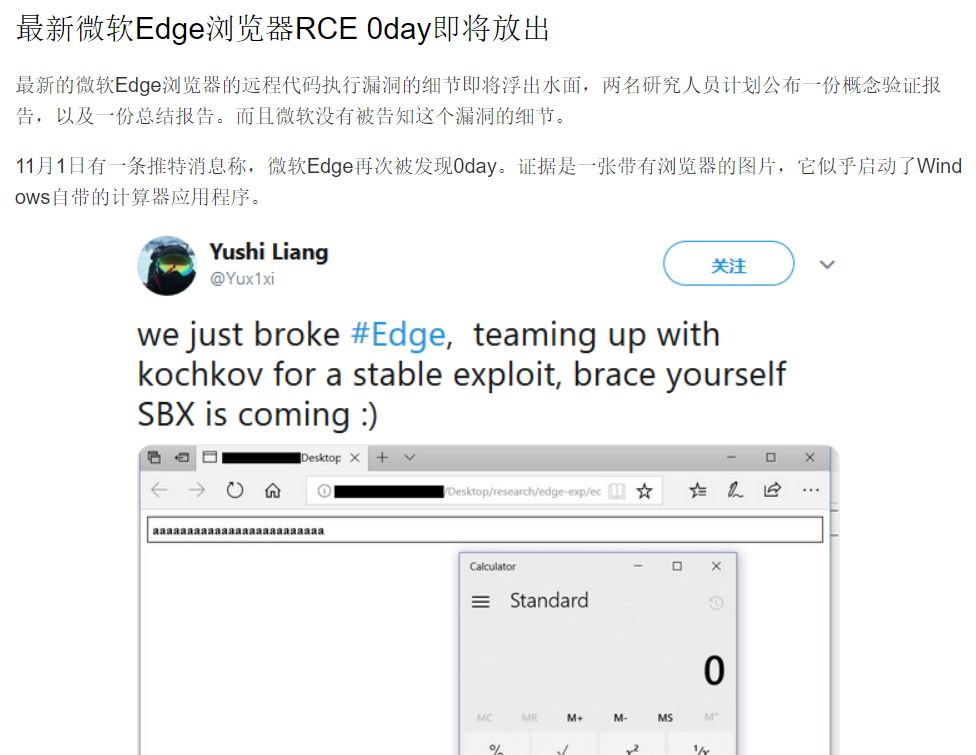 最新微软Edge浏览器RCE 0day即将放出
最新的微软Edge浏览器的远程代码执行漏洞的细节即将浮出水面，两名研究人员计划公布一份概念验证报
告，以及一份总结报告。而且微软没有被告知这个漏洞的细节。
11月1日有一条推特消息称，微软Edge再次被发现0day。证据是一张带有浏览器的图片，它似乎启动了Wind
ows自带的计算器应用程序。
Yushi Liang
@Yux1xi
关注
we just broke #Edge,  teaming up with
kochkov for a stable exploit, brace yourself
SBX is coming :)
Desktop
/Desktop/research/edge-exp/ec
aaaaaaaaaaaaaaaaaaaaaaaaa
Calculator
Standard
0
MC MR M+ M- MS M˅
% √ x² ¹/x